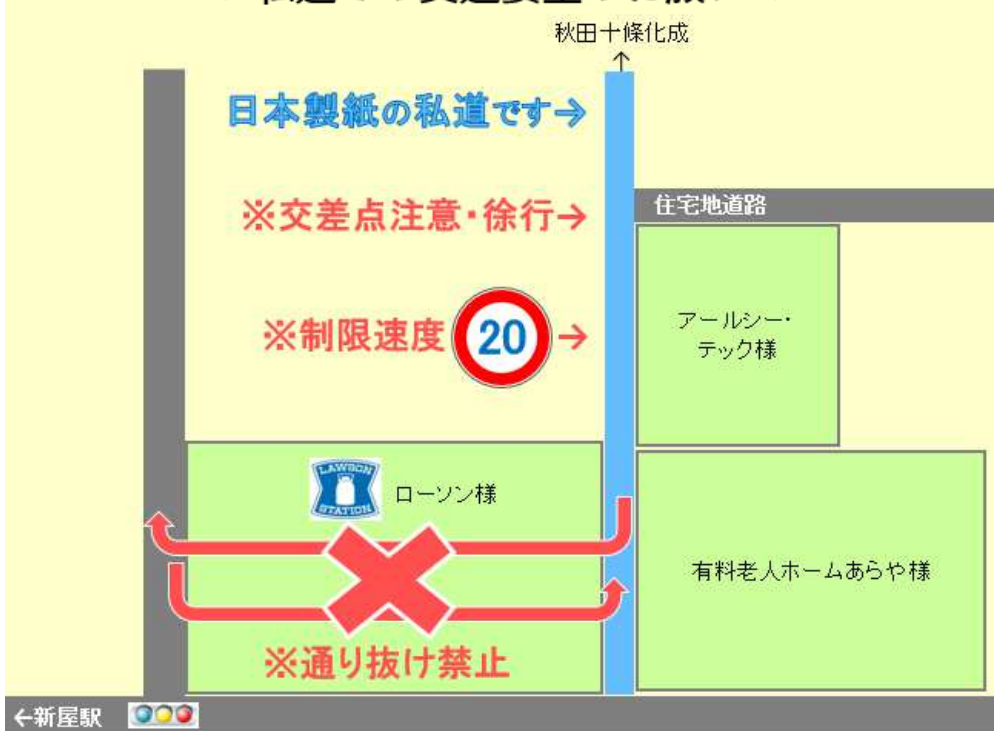 秋田十條化成
↑
日本製紙の私道です→
※交差点注意・徐行→
住宅地道路
※制限速度 20 →
アールシー・
テック様
LAWSON
STATION
ローソン様
有料老人ホームあらや様
※通り抜け禁止
←新屋駅